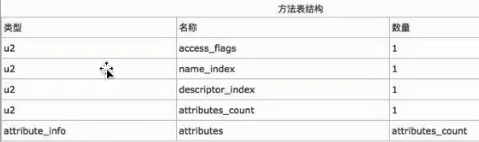 方法表结构
类型 名称 数量
u2 access_flags 1
u2 name_index 1
u2 descriptor_index 1
u2 attributes_count 1
attribute_info attributes attributes_count